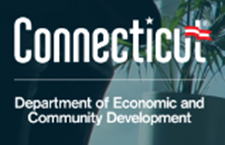 Connecticut
Department of Economic and
Community Development